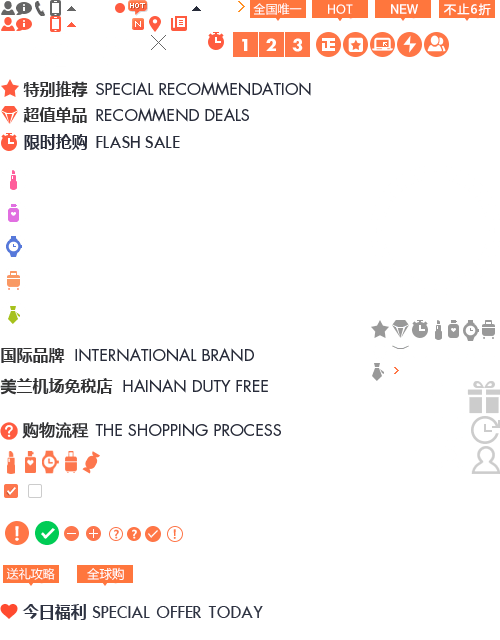 HOT 全国唯一 HOT NEW 不止6折
N 1 2 3
特别推荐 SPECIAL RECOMMENDATION
超值单品 RECOMMEND DEALS
限时抢购 FLASH SALE
国际品牌 INTERNATIONAL BRAND
美兰机场免税店 HAINAN DUTY FREE
购物流程 THE SHOPPING PROCESS
送礼攻略 全球购
今日福利 SPECIAL OFFER TODAY